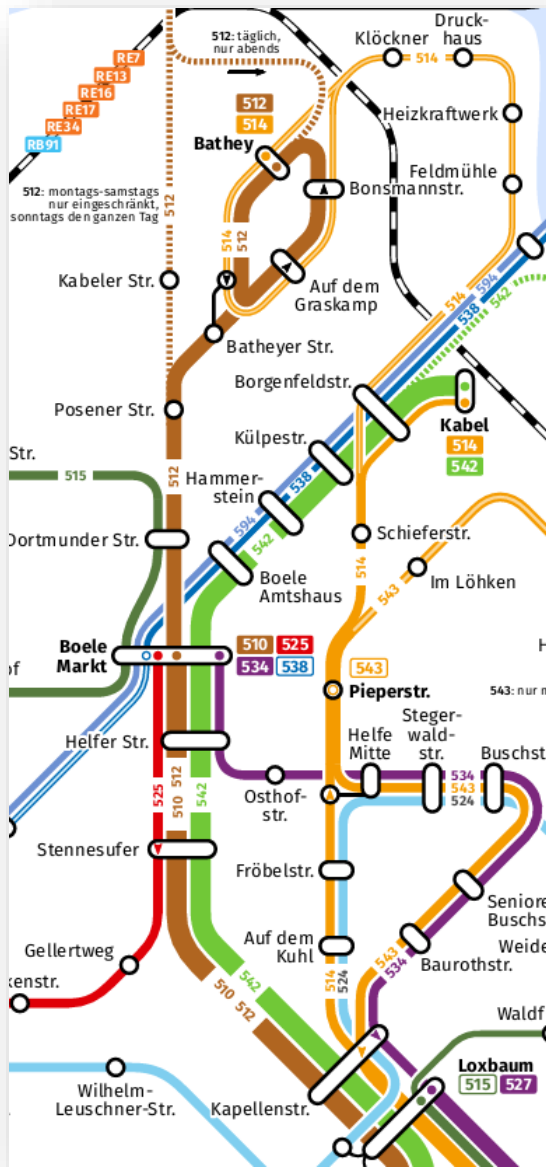 Druck-
haus
Klöckner
514
512: täglich,
nur abends
RE7
RE13
RE16
RE17
RE34
RB91
512
514
Bathey
Heizkraftwerk
Feldmühle
Bonsmannstr.
512: montags-samstags
nur eingeschränkt,
sonntags den ganzen Tag
512
514
512
Kabeler Str.
Auf dem
Graskamp
514
594
538
542
Batheyer Str.
Borgenfeldstr.
Posener Str.
Kabel
514
542
Külpestr.
Str.
515
512
Hammer-
stein
538
594
542
Dortmunder Str.
Schieferstr.
514
Im Löhken
543
Boele
Amtshaus
Boele
Markt
510
525
534
538
of
543
Pieperstr.
H
543: nur
Helfer Str.
Helfe
Mitte
Steger-
wald-
str.
Buschst
534
543
524
525
510
512
542
Osthof-
str.
Stennesufer
Fröbelstr.
Seniore
Buschs
Auf dem
Kuhl
Weide
Baurothstr.
543
534
514
524
Gellertweg
kenstr.
542
510
512
Waldf
Loxbaum
515
527
Wilhelm-
Leuschner-Str.
Kapellenstr.